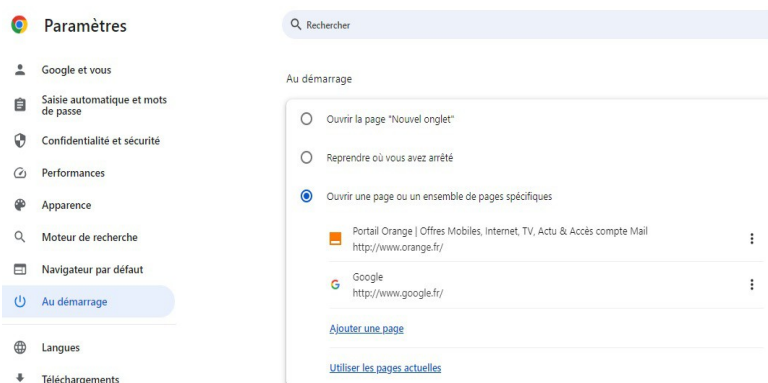 Paramètres
Rechercher
Google et vous
Saisie automatique et mots
de passe
Confidentialité et sécurité
Performances
Apparence
Moteur de recherche
Navigateur par défaut
Au démarrage
Langues
Téléchargements
Au démarrage
Ouvrir la page "Nouvel onglet"
Reprendre où vous avez arrêté
Ouvrir une page ou un ensemble de pages spécifiques
Portail Orange | Offres Mobiles, Internet, TV, Actu & Accès compte Mail
http://www.orange.fr/
Google
http://www.google.fr/
Ajouter une page
Utiliser les pages actuelles